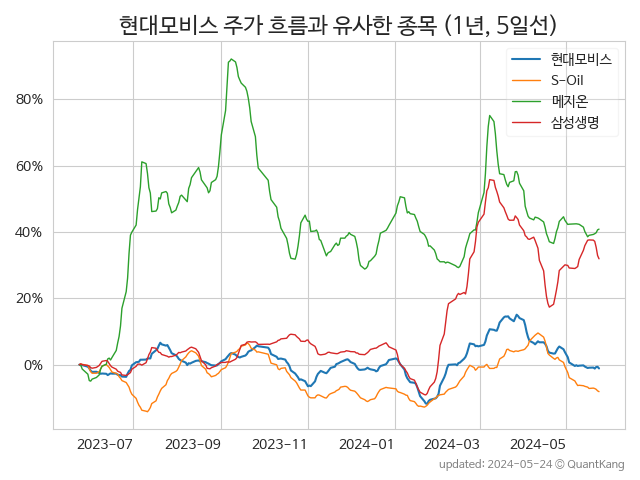 현대모비스 주가 흐름과 유사한 종목 (1년, 5일선)
현대모비스
S-Oil
메지온
삼성생명
80%
60%
40%
20%
0%
2023-07 2023-09 2023-11 2024-01 2024-03 2024-05
updated: 2024-05-24 © QuantKang